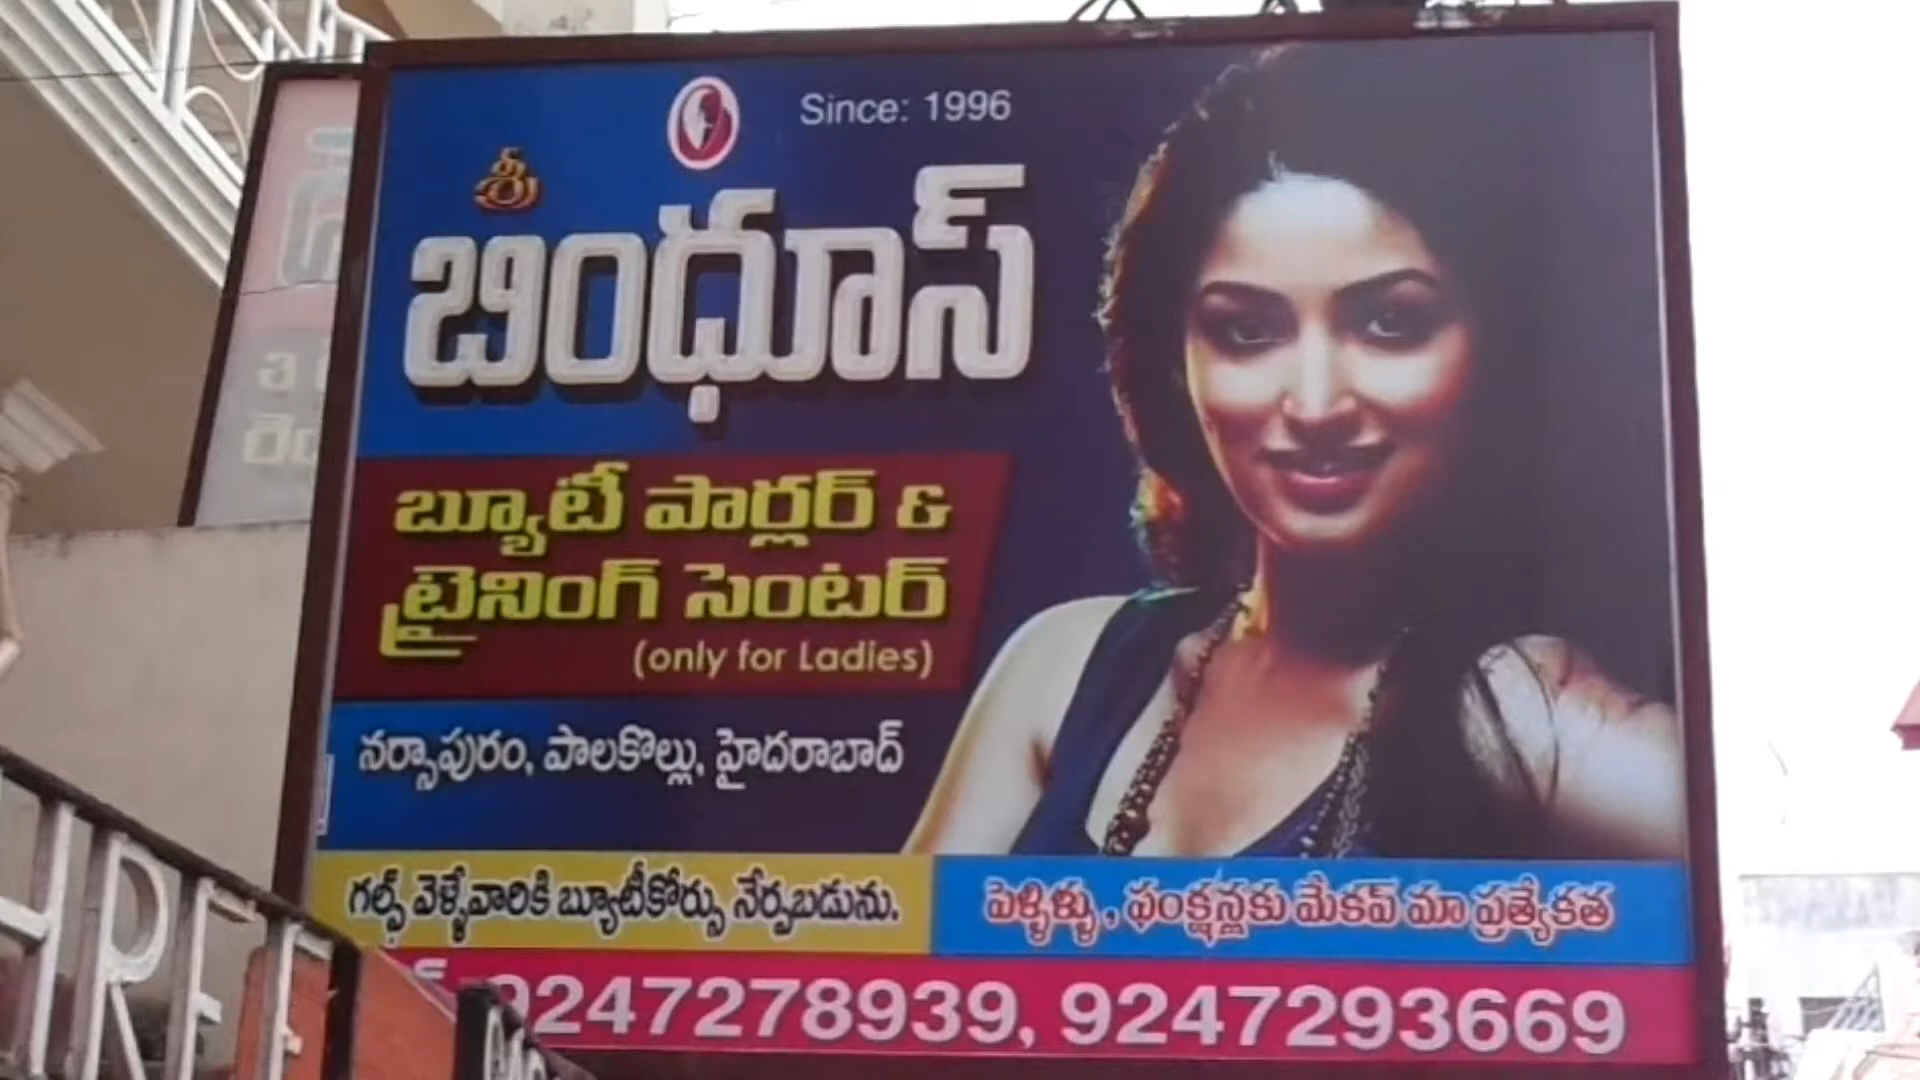 Since: 1996
శ్రీ
బింధూస్
బ్యూటీ పార్లర్ &
ట్రైనింగ్ సెంటర్
(only for Ladies)
నర్సాపురం, పాలకొల్లు, హైదరాబాద్
గల్ఫ్ వెళ్ళేవారికి బ్యూటీకోర్సు నేర్పబడును.
పెళ్ళిళ్ళు, ఫంక్షన్లకు మేకప్ మా ప్రత్యేకత
9247278939, 9247293669